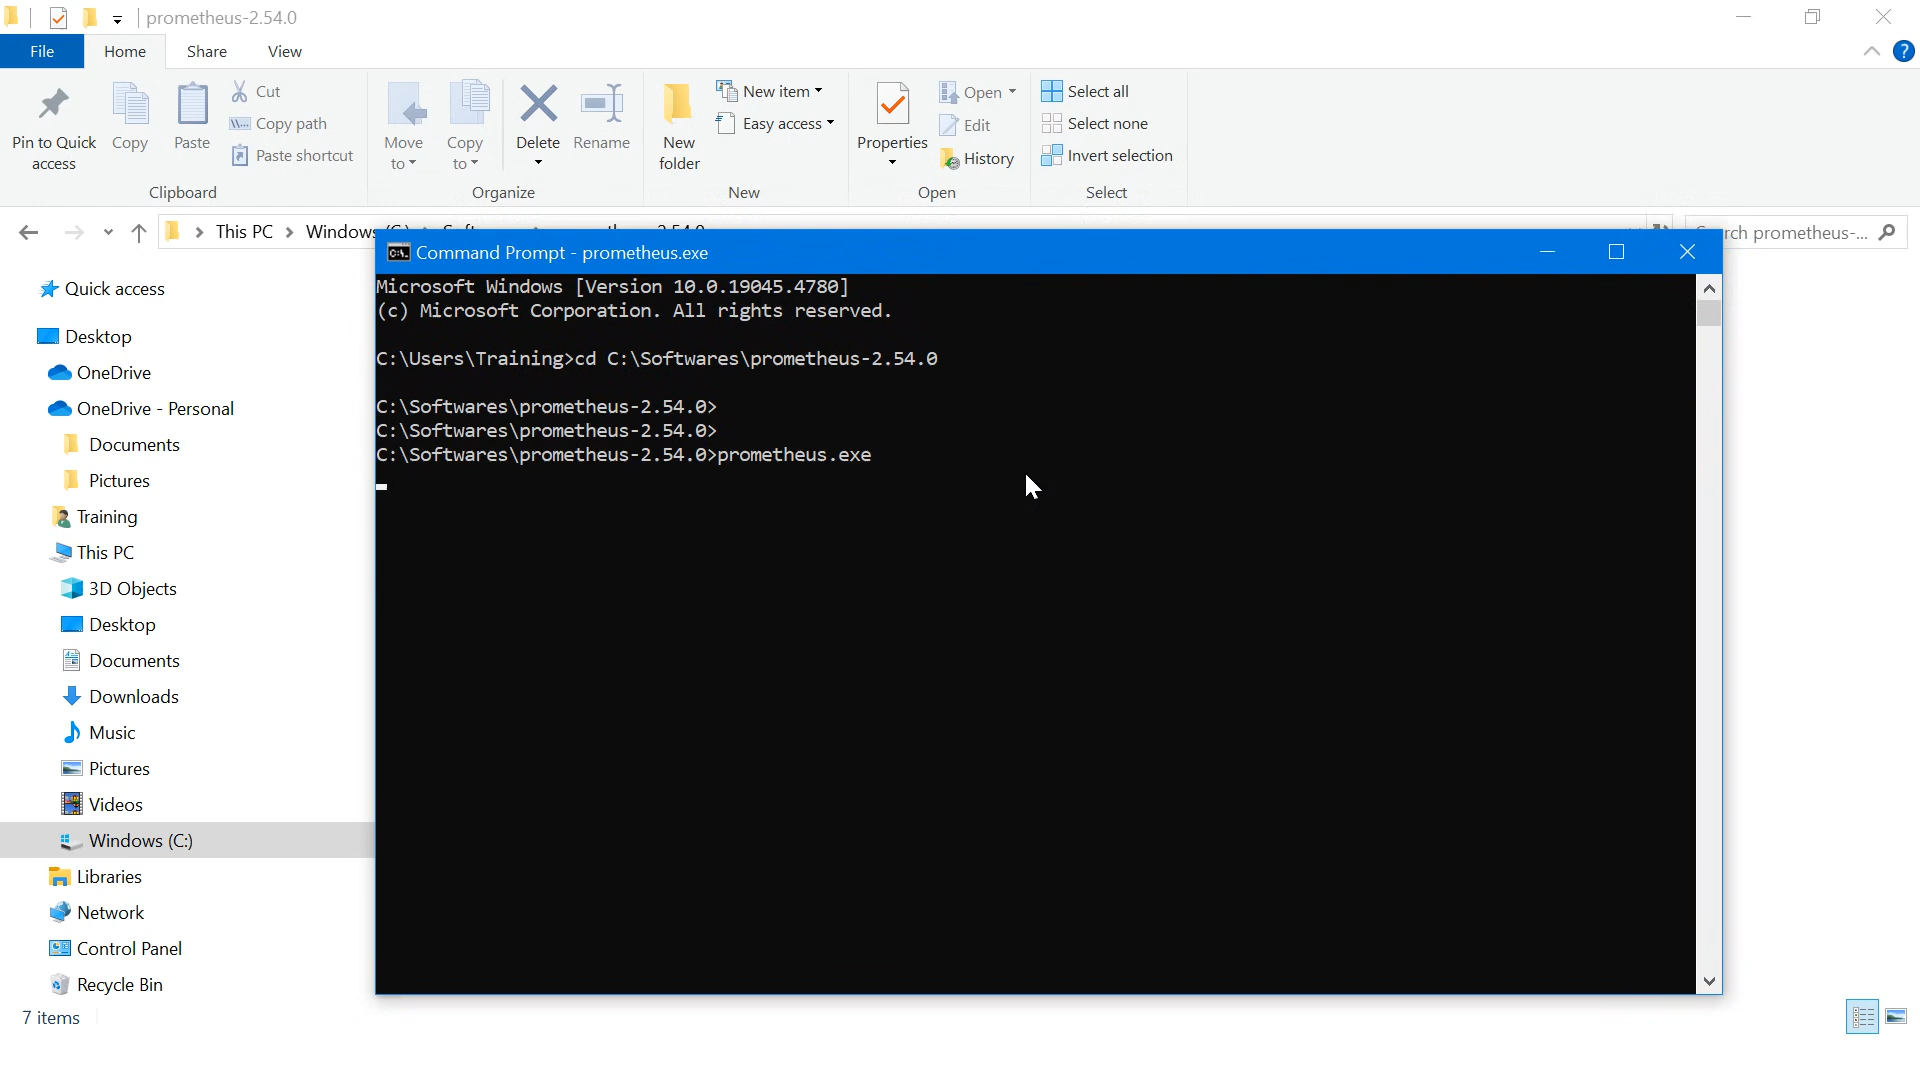 prometheus-2.54.0
File Home Share View
Pin to Quick access
Copy
Paste
Cut
Copy path
Paste shortcut
Clipboard
Move to
Copy to
Delete
Rename
Organize
New folder
New item
Easy access
New
Properties
Open
Edit
History
Open
Select all
Select none
Invert selection
Select
This PC > Windows
rch prometheus-...
Quick access
Desktop
OneDrive
OneDrive - Personal
Documents
Pictures
Training
This PC
3D Objects
Desktop
Documents
Downloads
Music
Pictures
Videos
Windows (C:)
Libraries
Network
Control Panel
Recycle Bin
7 items
Command Prompt - prometheus.exe
Microsoft Windows [Version 10.0.19045.4780]
(c) Microsoft Corporation. All rights reserved.
C:\Users\Training>cd C:\Softwares\prometheus-2.54.0
C:\Softwares\prometheus-2.54.0>
C:\Softwares\prometheus-2.54.0>
C:\Softwares\prometheus-2.54.0>prometheus.exe